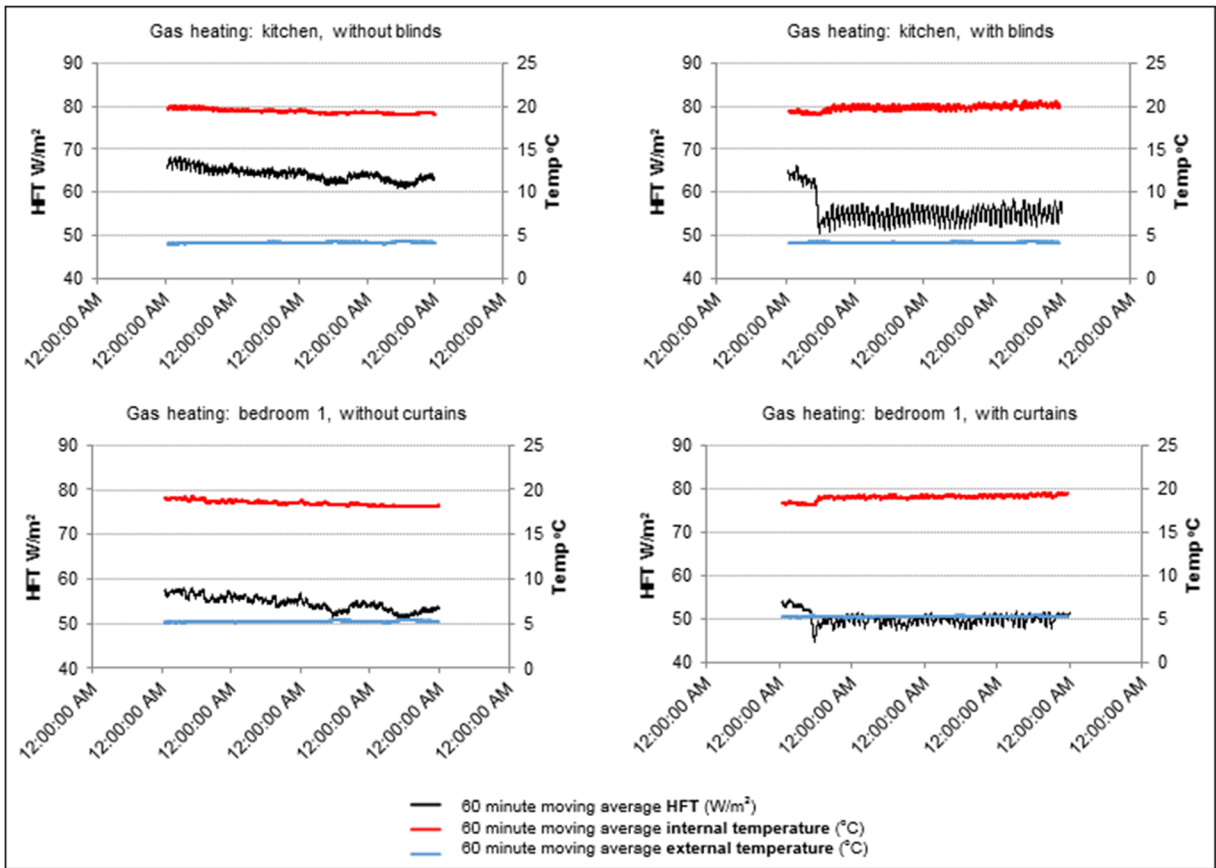 Gas heating: kitchen, without blinds
90
80
70
60
50
40
HFT W/m²
25
20
15
10
5
0
Temp °C
12:00:00 AM
12:00:00 AM
12:00:00 AM
12:00:00 AM
12:00:00 AM
12:00:00 AM
12:00:00 AM
Gas heating: kitchen, with blinds
90
80
70
60
50
40
HFT W/m²
25
20
15
10
5
0
Temp °C
12:00:00 AM
12:00:00 AM
12:00:00 AM
12:00:00 AM
12:00:00 AM
12:00:00 AM
12:00:00 AM
Gas heating: bedroom 1, without curtains
90
80
70
60
50
40
HFT W/m²
25
20
15
10
5
0
Temp °C
12:00:00 AM
12:00:00 AM
12:00:00 AM
12:00:00 AM
12:00:00 AM
12:00:00 AM
12:00:00 AM
Gas heating: bedroom 1, with curtains
90
80
70
60
50
40
HFT W/m²
25
20
15
10
5
0
Temp °C
12:00:00 AM
12:00:00 AM
12:00:00 AM
12:00:00 AM
12:00:00 AM
12:00:00 AM
12:00:00 AM
60 minute moving average HFT (W/m²)
60 minute moving average internal temperature (°C)
60 minute moving average external temperature (°C)